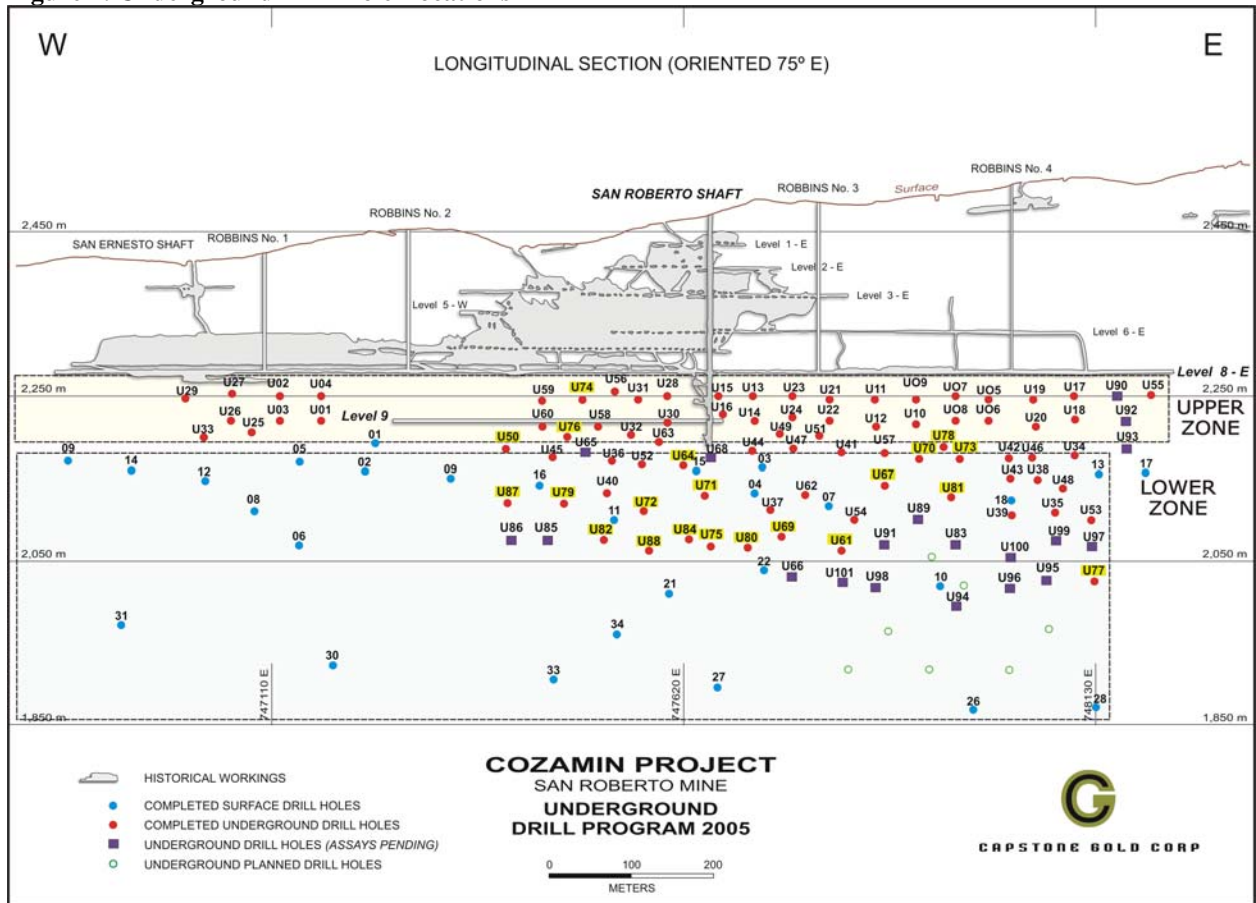 W
E
LONGITUDINAL SECTION (ORIENTED 75º E)
ROBBINS No. 4
SAN ROBERTO SHAFT
ROBBINS No. 3
Surface
ROBBINS No. 2
2,450 m
2,450 m
SAN ERNESTO SHAFT
ROBBINS No. 1
Level 1 - E
Level 2 - E
Level 3 - E
Level 5 - W
Level 6 - E
Level 8 - E
2,250 m
2,250 m
U29 U27 U02 U04 U59 U74 U56 U31 U28 U15 U13 U23 U21 U11 UO9 UO7 UO5 U19 U17 U90 U55
UPPER
ZONE
U33 U26 U25 U03 U01 Level 9 U60 U76 U58 U32 U30 U63 U16 U14 U49 U24 U51 U22 U12 U10 UO8 UO6 U20 U18 U92
09 14 12 01 05 02 09 U50 U45 16 U65 U36 U52 U64 15 U68 U44 03 U47 U41 U57 U70 U78 U73 U42 U46 U34 U93 13 17
LOWER
ZONE
08 U87 U79 U40 11 U72 U71 04 U37 U62 07 U54 U67 U81 U43 U38 18 U39 U48 U35 U53
06 U86 U85 U82 U88 U84 U75 U80 U69 U61 U91 U89 U83 U100 U99 U97
2,050 m
2,050 m
21 22 U66 U101 U98 10 U94 U96 U95 U77
31 34
30 33 27
747110 E
747620 E
748130 E
26 28
1,850 m
1,850 m
COZAMIN PROJECT
SAN ROBERTO MINE
UNDERGROUND
DRILL PROGRAM 2005
0 100 200
METERS
HISTORICAL WORKINGS
COMPLETED SURFACE DRILL HOLES
COMPLETED UNDERGROUND DRILL HOLES
UNDERGROUND DRILL HOLES (ASSAYS PENDING)
UNDERGROUND PLANNED DRILL HOLES
CAPSTONE GOLD CORP